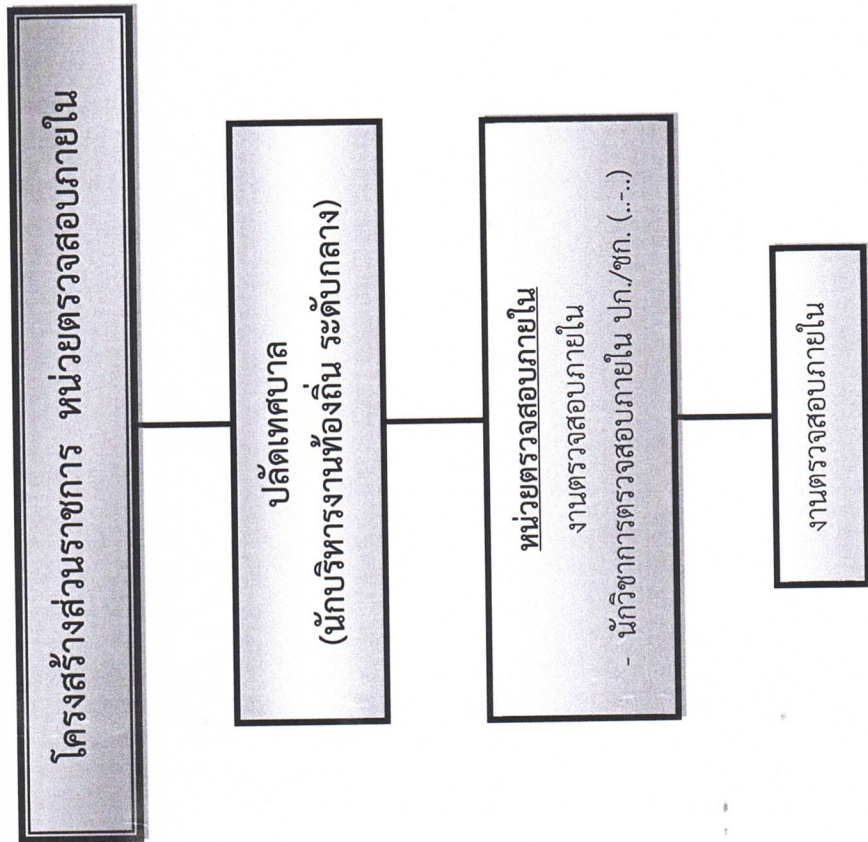 โครงสร้างส่วนราชการ หน่วยตรวจสอบภายใน
ปลัดเทศบาล
(นักบริหารงานท้องถิ่น ระดับกลาง)
หน่วยตรวจสอบภายใน
งานตรวจสอบภายใน
- นักวิชาการตรวจสอบภายใน ปก./ชก. (..-..)
งานตรวจสอบภายใน